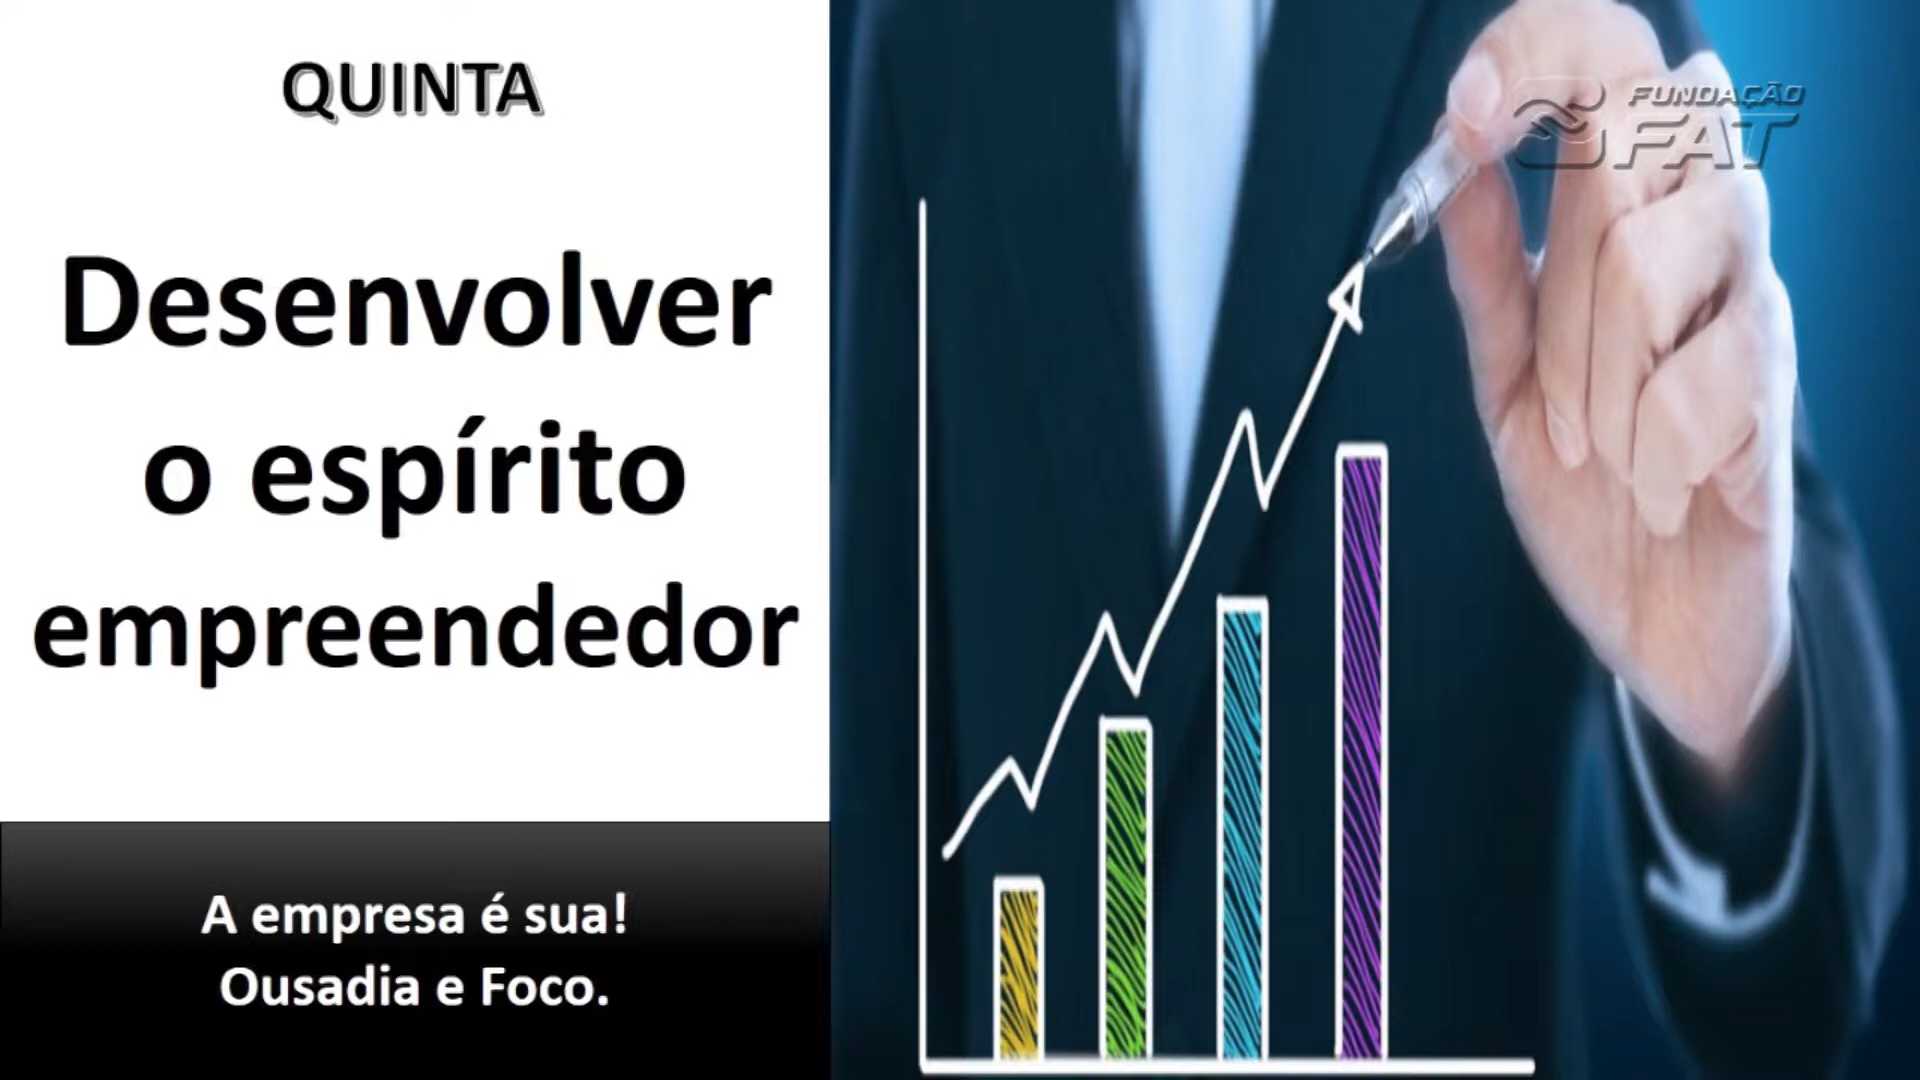 QUINTA
Desenvolver
o espírito
empreendedor
A empresa é sua!
Ousadia e Foco.
FUNDAÇÃO
FAT